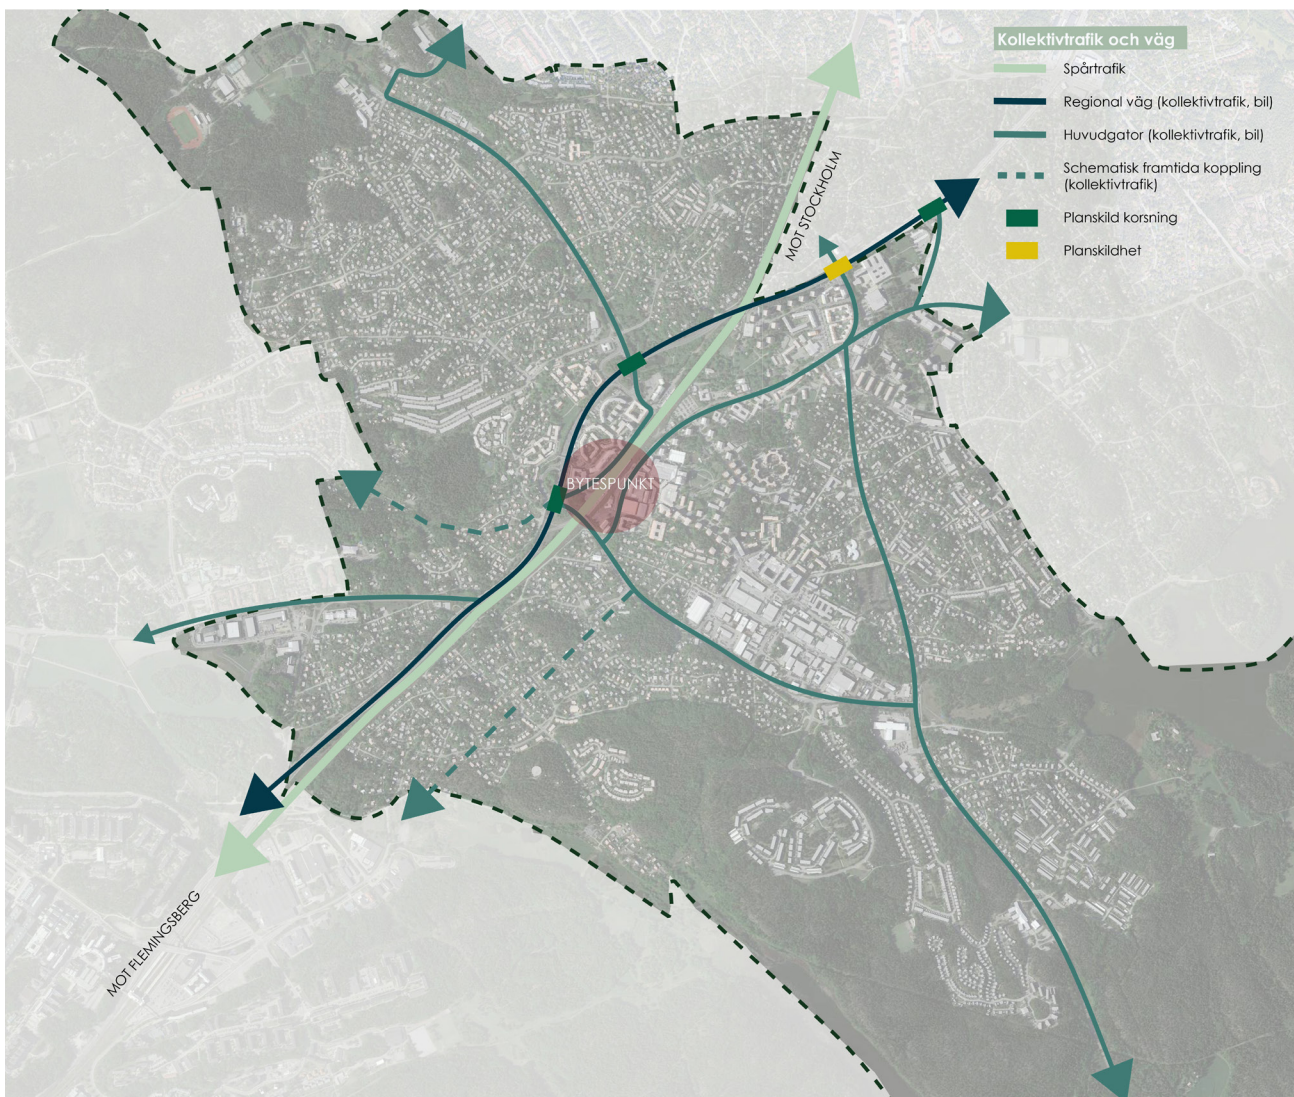 Kollektivtrafik och väg
Spårtrafik
Regional väg (kollektivtrafik, bil)
Huvudgator (kollektivtrafik, bil)
Schematisk framtida koppling
(kollektivtrafik)
Planskild korsning
Planskildhet
MOT STOCKHOLM
BYTESPUNKT
MOT FLEMINGSBERG